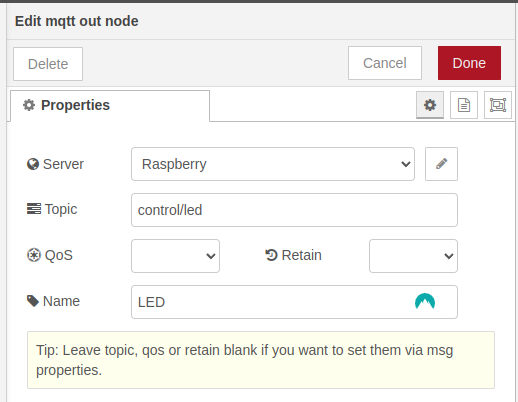 Edit mqtt out node
Delete Cancel Done
Properties
Server Raspberry
Topic control/led
QoS Retain
Name LED
Tip: Leave topic, qos or retain blank if you want to set them via msg
properties.